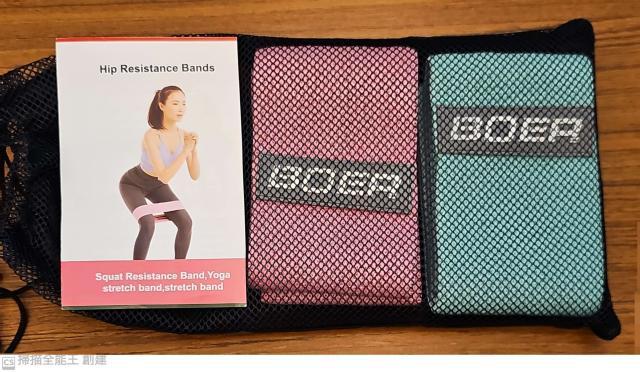 Hip Resistance Bands
BOER
BOER
Squat Resistance Band,Yoga
stretch band,stretch band
CS 掃描全能王 創建